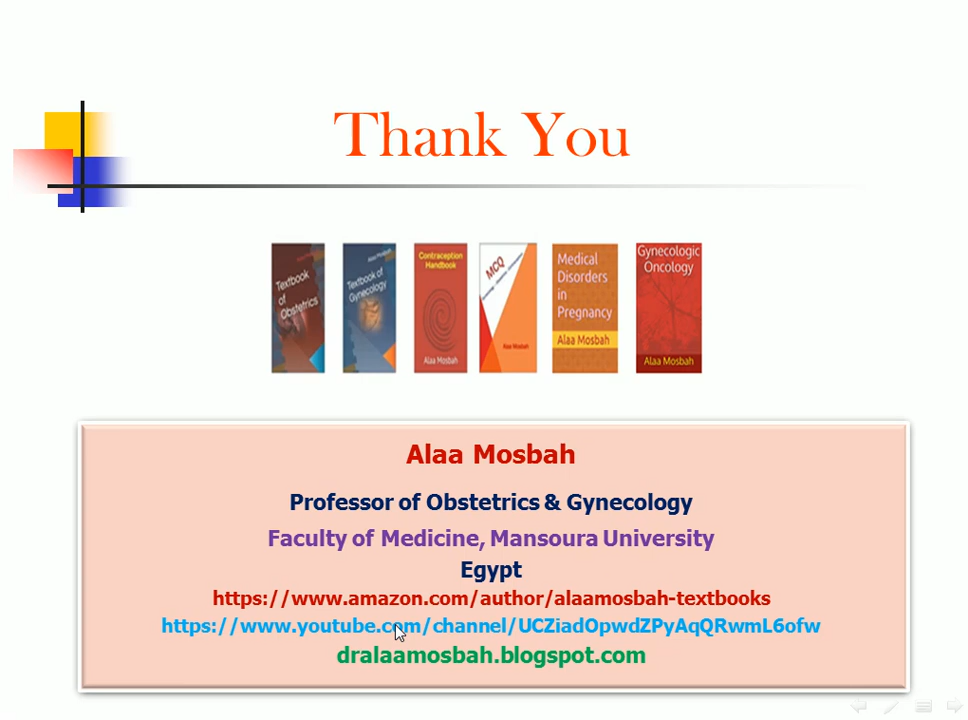 Thank You
Textbook
of
Obstetrics
Textbook of
Gynecology
Contraception
Handbook
Alaa Mosbah
MCQ
Alaa Mosbah
Medical
Disorders
in
Pregnancy
Alaa Mosbah
Gynecologic
Oncology
Alaa Mosbah
Alaa Mosbah
Professor of Obstetrics & Gynecology
Faculty of Medicine, Mansoura University
Egypt
https://www.amazon.com/author/alaamosbah-textbooks
https://www.youtube.com/channel/UCZiadOpwdZPyAqQRwmL6ofw
dralaamosbah.blogspot.com